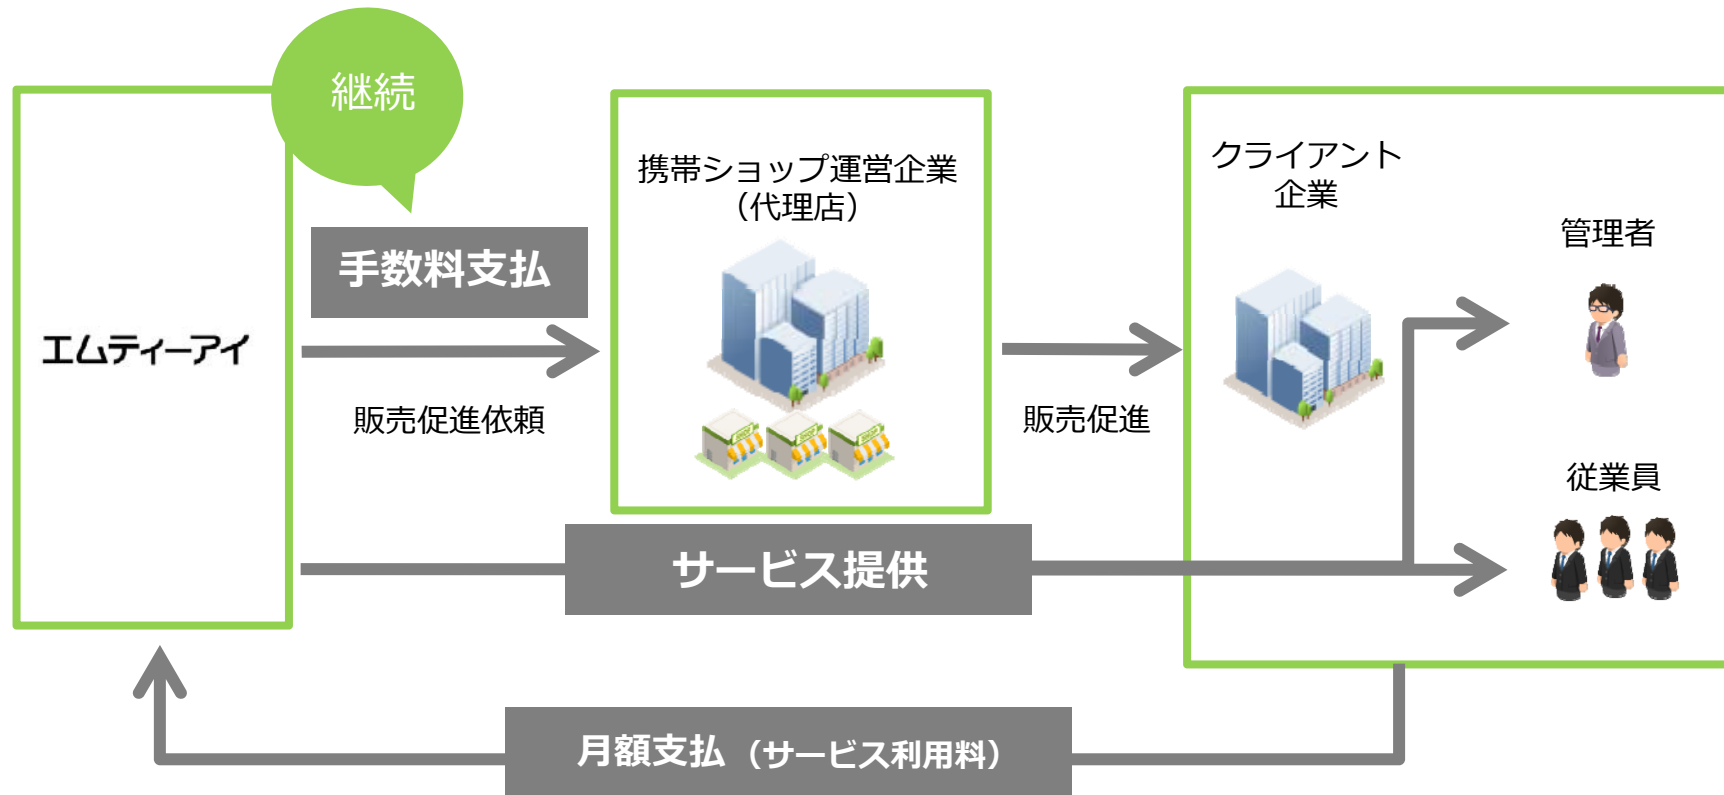 継続
エムティーアイ
手数料支払
販売促進依頼
携帯ショップ運営企業
（代理店）
販売促進
クライアント
企業
管理者
従業員
サービス提供
月額支払（サービス利用料）